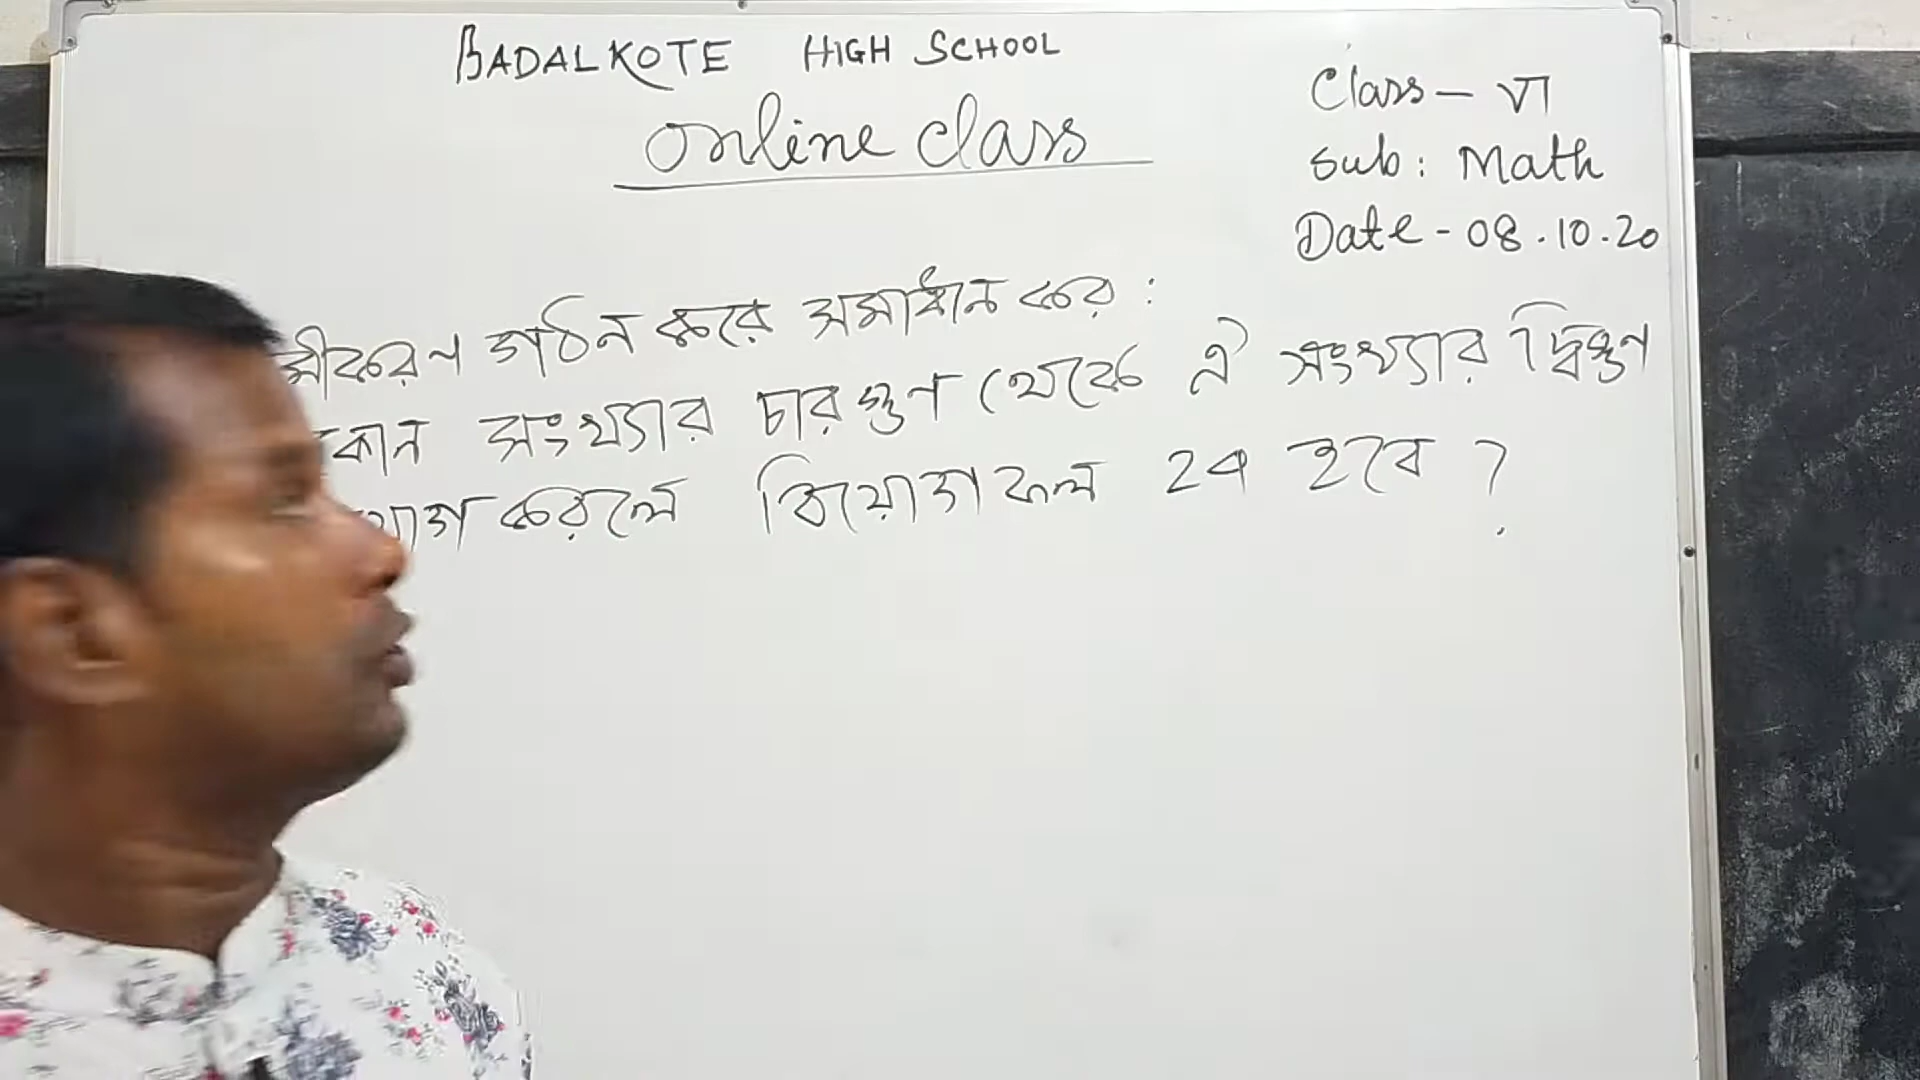 BADALKOTE HIGH SCHOOL
Online Class
Class - VI
Sub: Math
Date - 08.10.20
মীকরণ গঠন করে সমাধান কর :
কোন সংখ্যার চারগুণ থেকে ঐ সংখ্যার দ্বিগুণ
যোগ করলে বিয়োগফল 24 হবে ?